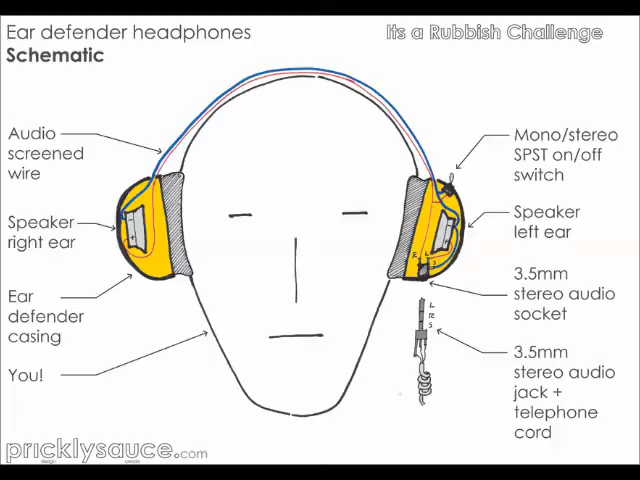 Ear defender headphones
Schematic
Its a Rubbish Challenge
Audio
screened
wire
Speaker
right ear
Ear
defender
casing
You!
Mono/stereo
SPST on/off
switch
Speaker
left ear
3.5mm
stereo audio
socket
3.5mm
stereo audio
jack +
telephone
cord
- +
R L
S
L
R
S
pricklysauce.com
design create